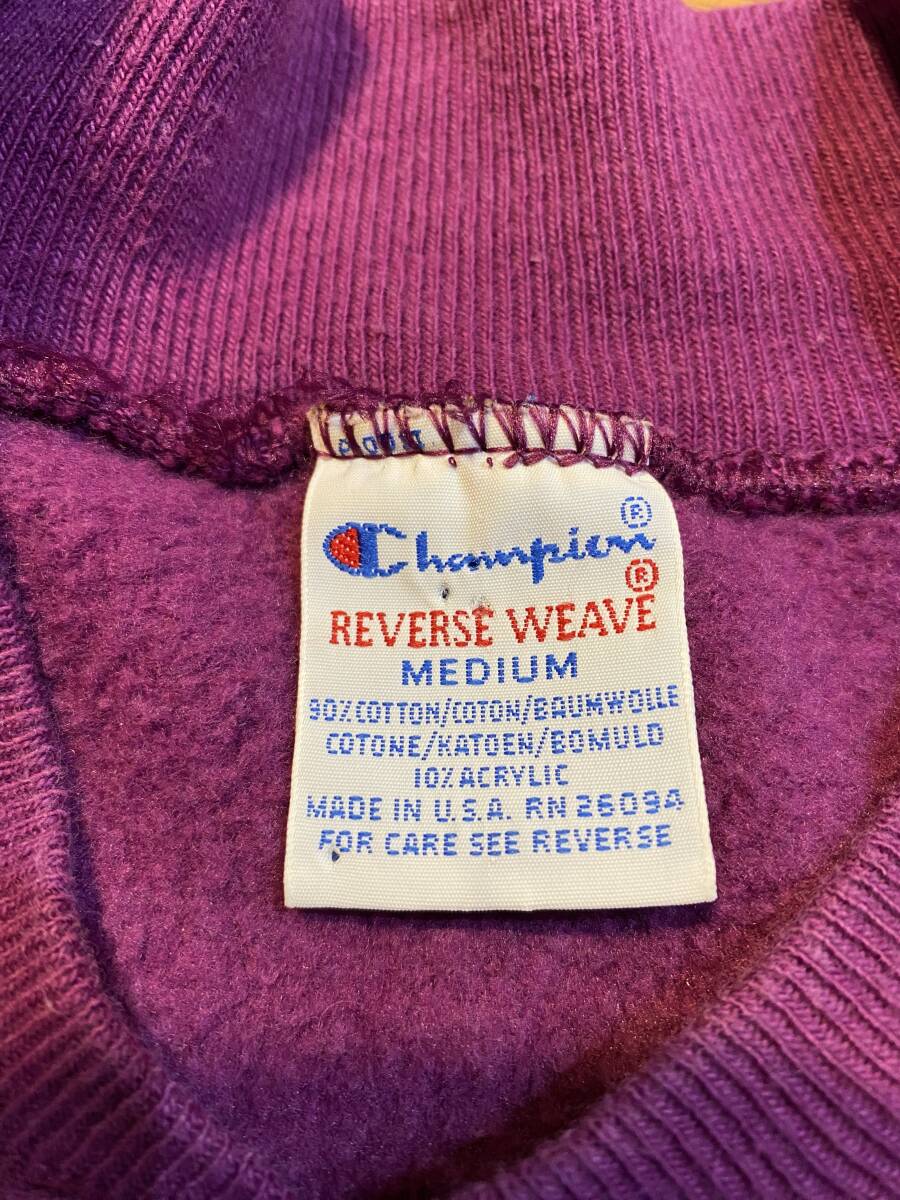 Champion®
REVERSE WEAVE®
MEDIUM
90% COTTON/COTON/BAUMWOLLE
COTONE/KATOEN/BOMULD
10% ACRYLIC
MADE IN U.S.A. RN 26094
FOR CARE SEE REVERSE